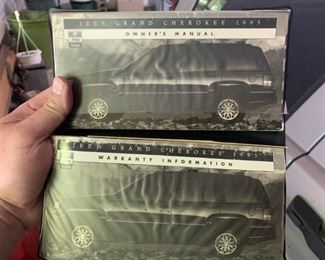 JEEP GRAND CHEROKEE 1995
OWNER'S MANUAL
JEEP GRAND CHEROKEE 1995
WARRANTY INFORMATION